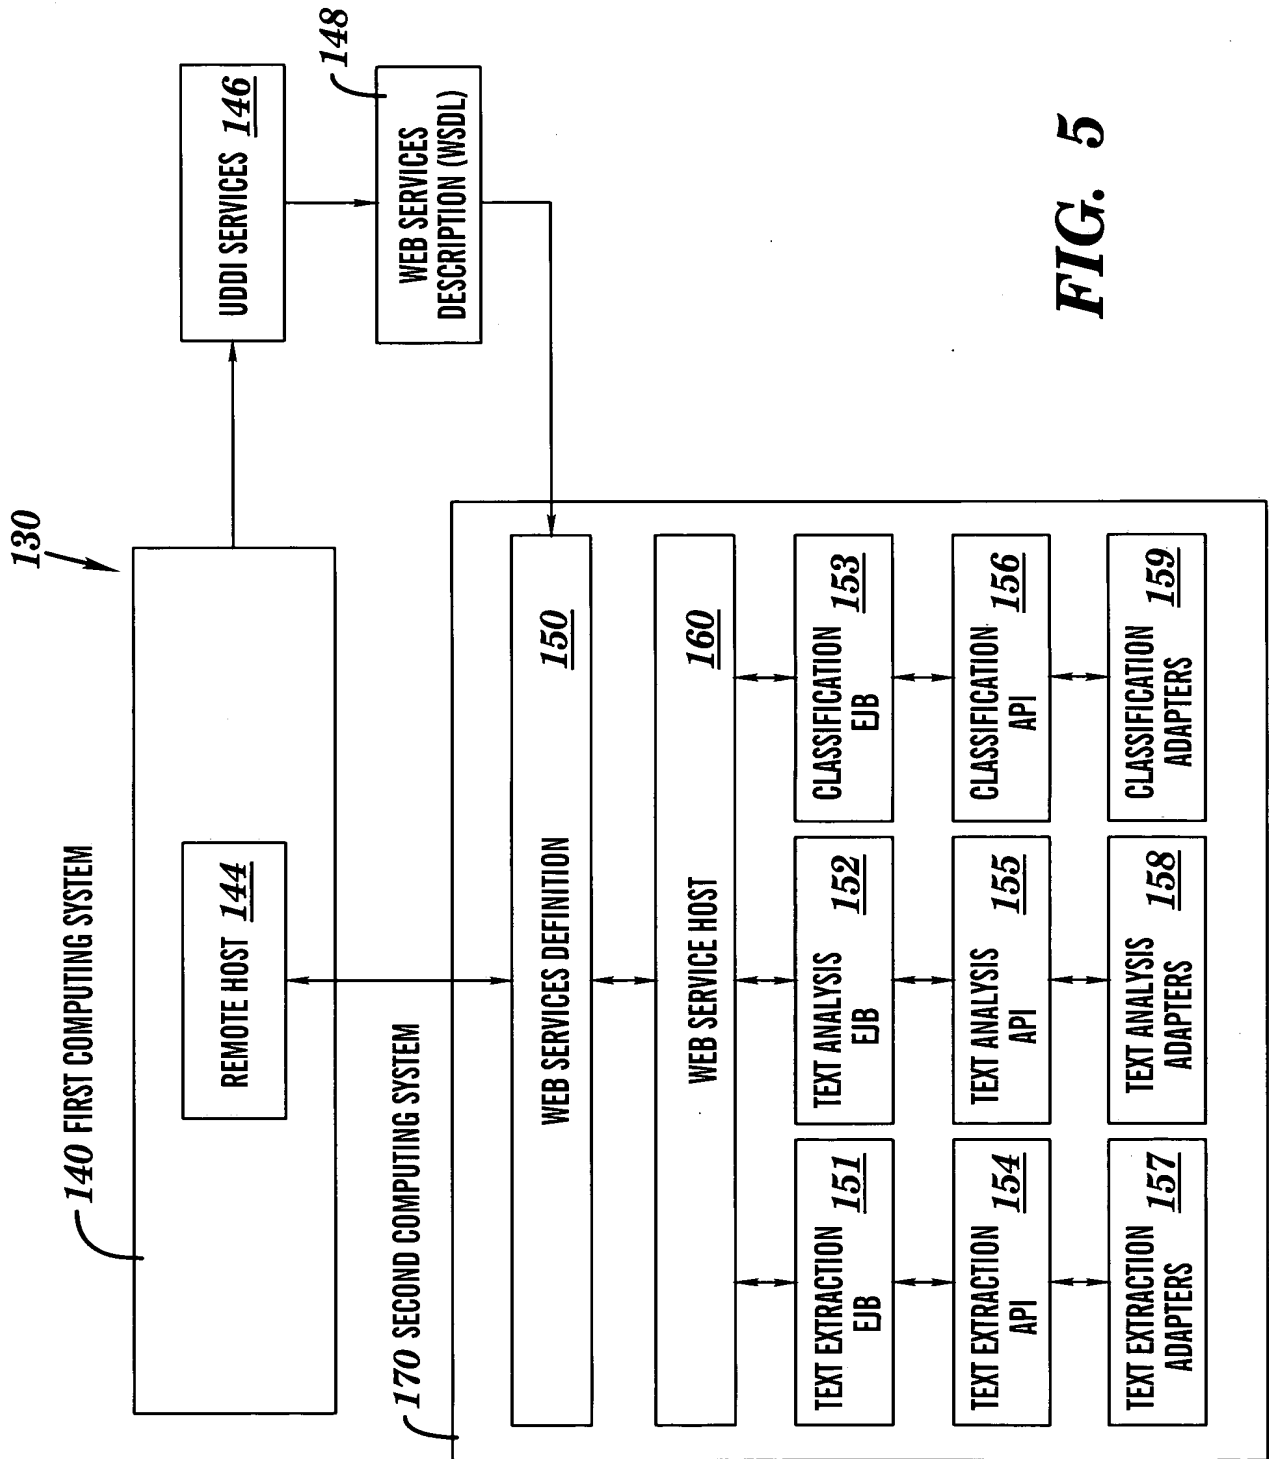 130
140 FIRST COMPUTING SYSTEM
REMOTE HOST 144
UDDI SERVICES 146
148
WEB SERVICES
DESCRIPTION (WSDL)
170 SECOND COMPUTING SYSTEM
WEB SERVICES DEFINITION 150
WEB SERVICE HOST 160
TEXT EXTRACTION 151
EJB
TEXT ANALYSIS 152
EJB
CLASSIFICATION 153
EJB
TEXT EXTRACTION 154
API
TEXT ANALYSIS 155
API
CLASSIFICATION 156
API
TEXT EXTRACTION 157
ADAPTERS
TEXT ANALYSIS 158
ADAPTERS
CLASSIFICATION 159
ADAPTERS
FIG. 5